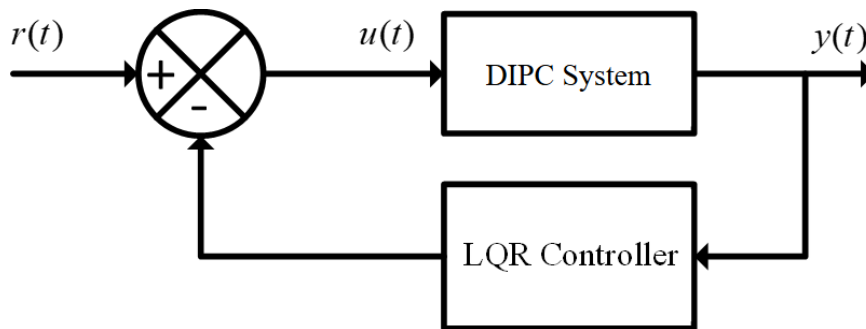 r(t)
u(t)
y(t)
+
-
DIPC System
LQR Controller